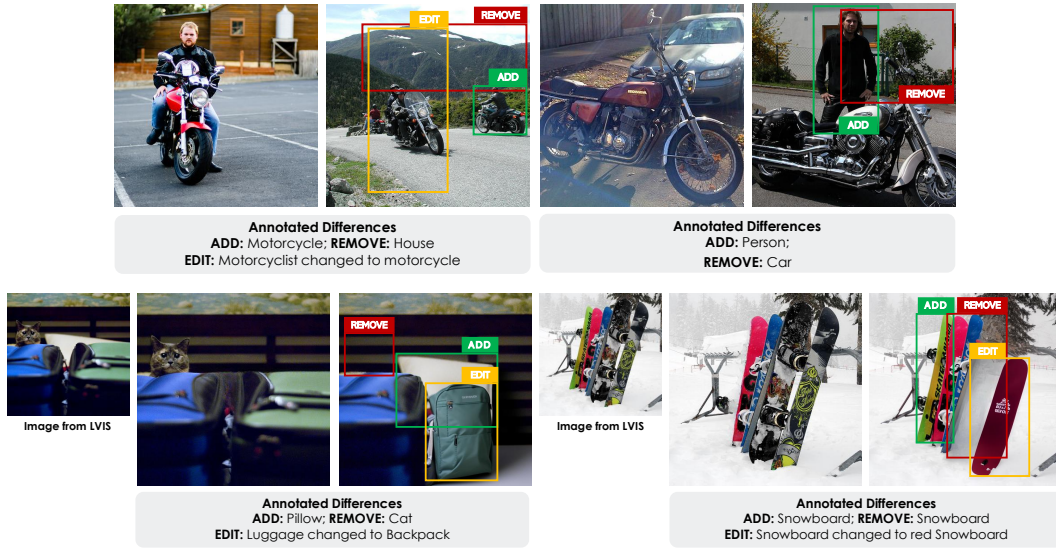 EDIT
REMOVE
ADD
REMOVE
ADD
Annotated Differences
ADD: Motorcycle; REMOVE: House
EDIT: Motorcyclist changed to motorcycle
Annotated Differences
ADD: Person;
REMOVE: Car
REMOVE
ADD
EDIT
ADD
REMOVE
EDIT
Image from LVIS
Image from LVIS
Annotated Differences
ADD: Pillow; REMOVE: Cat
EDIT: Luggage changed to Backpack
Annotated Differences
ADD: Snowboard; REMOVE: Snowboard
EDIT: Snowboard changed to red Snowboard